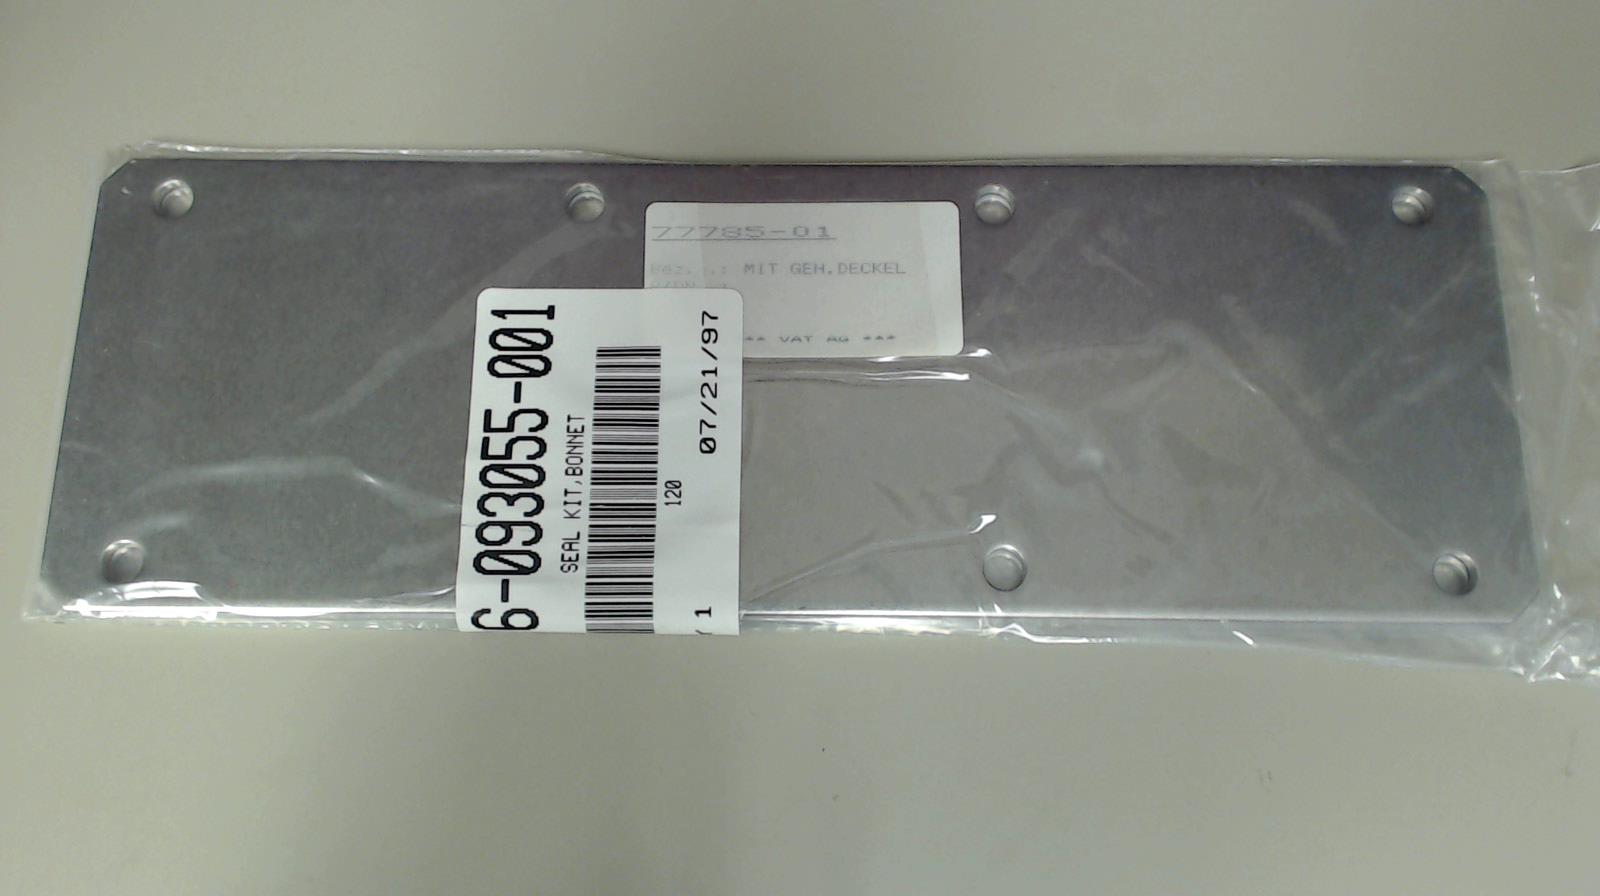 77785-01
MIT GEH.DECKEL
** VAT AG ***
6-093055-001
SEAL KIT,BONNET
120
07/21/97
1